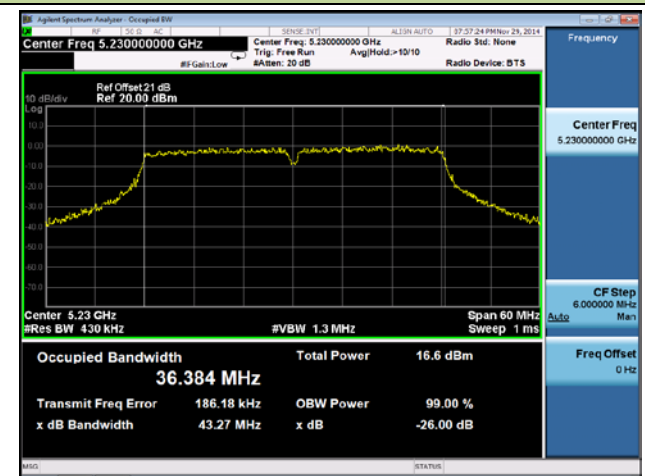 Agilent Spectrum Analyzer - Occupied BW
RF 50 Ω AC SENSE:INT ALIGN AUTO 07:57:24 PM Nov 29, 2014
Center Freq 5.230000000 GHz
Center Freq: 5.230000000 GHz
Radio Std: None
Trig: Free Run Avg|Hold:>10/10
#IFGain:Low
#Atten: 20 dB
Radio Device: BTS
Ref Offset 21 dB
10 dB/div Ref 20.00 dBm
Log
10.0
0.00
-10.0
-20.0
-30.0
-40.0
-50.0
-60.0
-70.0
Center 5.23 GHz
Span 60 MHz
#Res BW 430 kHz
#VBW 1.3 MHz
Sweep 1 ms
Occupied Bandwidth
36.384 MHz
Total Power 16.6 dBm
Transmit Freq Error 186.18 kHz
OBW Power 99.00 %
x dB Bandwidth 43.27 MHz
x dB -26.00 dB
MSG
STATUS
Frequency
Center Freq
5.230000000 GHz
CF Step
6.000000 MHz
Auto Man
Freq Offset
0 Hz